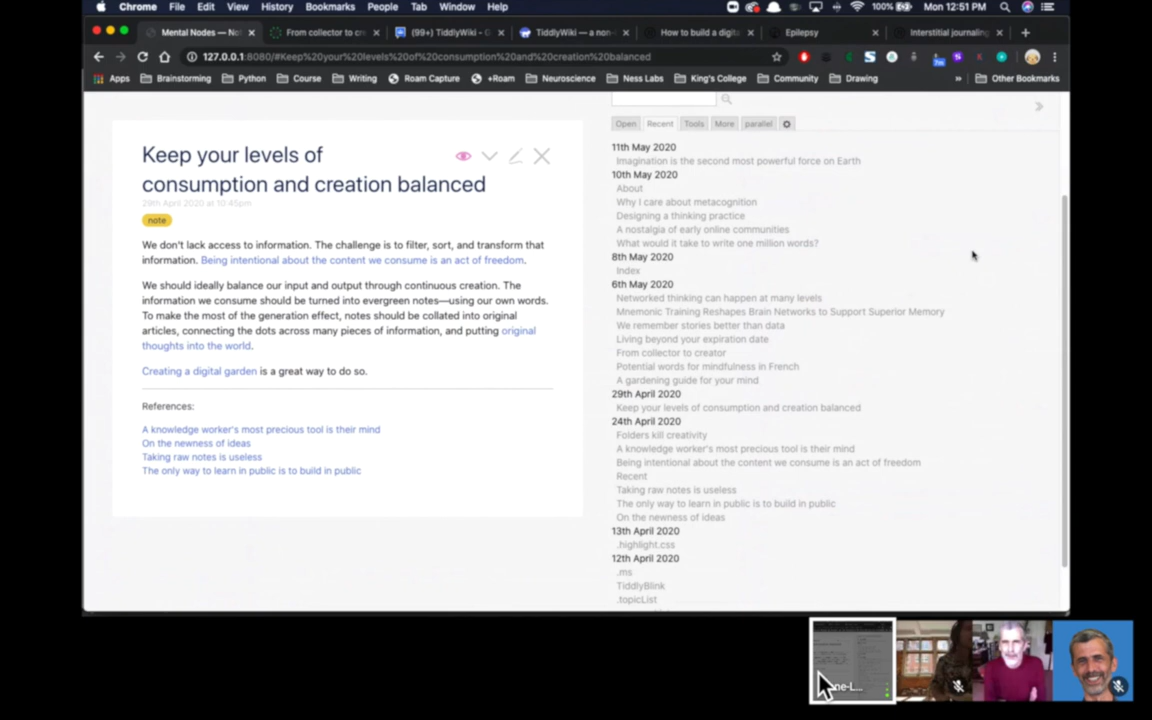 Chrome File Edit View History Bookmarks People Tab Window Help 100% Mon 12:51 PM
Mental Nodes — No From collector to cr (99+) TiddlyWiki - G TiddlyWiki — a non- How to build a digita Epilepsy Interstitial journaling
127.0.0.1:8080/#Keep%20your%20levels%20of%20consumption%20and%20creation%20balanced
Apps Brainstorming Python Course Writing Roam Capture +Roam Neuroscience Ness Labs King's College Community Drawing » Other Bookmarks
Keep your levels of
consumption and creation balanced
29th April 2020 at 10:45pm
note
We don't lack access to information. The challenge is to filter, sort, and transform that
information. Being intentional about the content we consume is an act of freedom.
We should ideally balance our input and output through continuous creation. The
information we consume should be turned into evergreen notes—using our own words.
To make the most of the generation effect, notes should be collated into original
articles, connecting the dots across many pieces of information, and putting original
thoughts into the world.
Creating a digital garden is a great way to do so.
References:
A knowledge worker's most precious tool is their mind
On the newness of ideas
Taking raw notes is useless
The only way to learn in public is to build in public
Open Recent Tools More parallel
11th May 2020
Imagination is the second most powerful force on Earth
10th May 2020
About
Why I care about metacognition
Designing a thinking practice
A nostalgia of early online communities
What would it take to write one million words?
8th May 2020
Index
6th May 2020
Networked thinking can happen at many levels
Mnemonic Training Reshapes Brain Networks to Support Superior Memory
We remember stories better than data
Living beyond your expiration date
From collector to creator
Potential words for mindfulness in French
A gardening guide for your mind
29th April 2020
Keep your levels of consumption and creation balanced
24th April 2020
Folders kill creativity
A knowledge worker's most precious tool is their mind
Being intentional about the content we consume is an act of freedom
Recent
Taking raw notes is useless
The only way to learn in public is to build in public
On the newness of ideas
13th April 2020
.highlight.css
12th April 2020
.ms
TiddlyBlink
.topicList
ne-L...